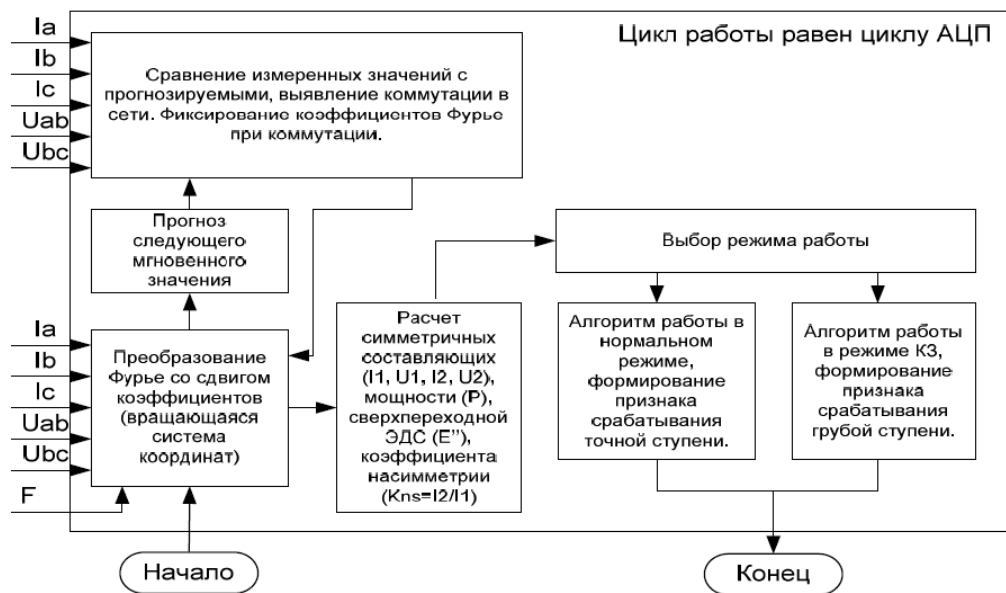 Цикл работы равен циклу АЦП
Ia
Ib
Ic
Uab
Ubc
Сравнение измеренных значений с
прогнозируемыми, выявление коммутации в
сети. Фиксирование коэффициентов Фурье
при коммутации.
Прогноз
следующего
мгновенного
значения
Выбор режима работы
Ia
Ib
Ic
Uab
Ubc
F
Преобразование
Фурье со сдвигом
коэффициентов
(вращающаяся
система
координат)
Расчет
симметричных
составляющих
(I1, U1, I2, U2),
мощности (P),
сверхпереходной
ЭДС (E”),
коэффициента
насимметрии
(Kns=I2/I1)
Алгоритм работы в
нормальном
режиме,
формирование
признака
срабатывания
точной ступени.
Алгоритм работы
в режиме КЗ,
формирование
признака
срабатывания
грубой ступени.
Начало
Конец